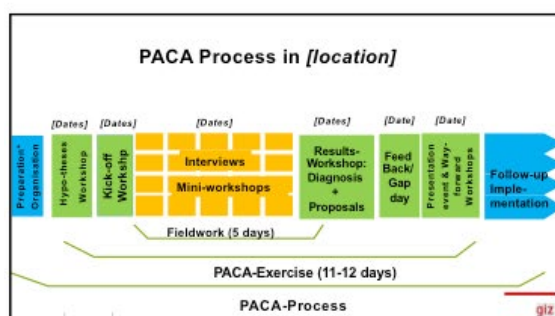 PACA Process in [location]
[Dates]
[Dates]
[Dates]
[Dates]
[Date]
[Date]
Preparation*
Organisation
Hypo-theses
Workshop
Kick-off
Workshp
Interviews
Mini-workshops
Results-
Workshop:
Diagnosis
+
Proposals
Feed
Back/
Gap
day
Presentation
event & Way-
forward
Workshops
Follow-up
Imple-
mentation
Fieldwork (5 days)
PACA-Exercise (11-12 days)
PACA-Process
giz